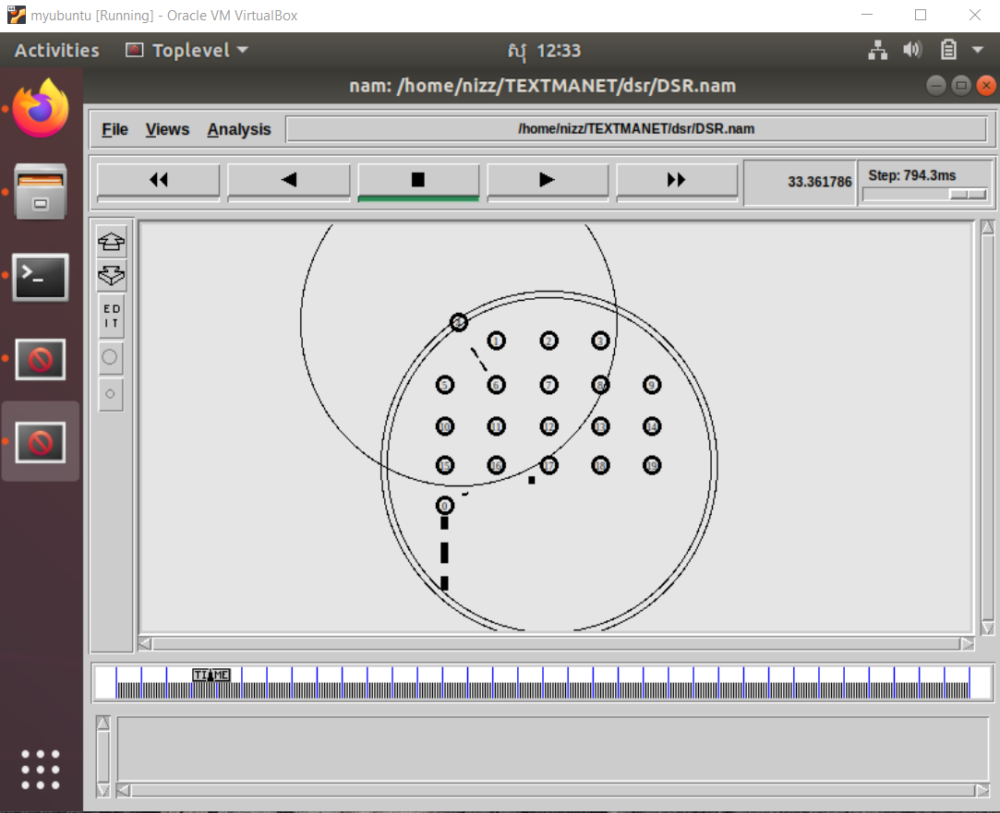 myubuntu [Running] - Oracle VM VirtualBox
Activities Toplevel សុ 12:33
nam: /home/nizz/TEXTMANET/dsr/DSR.nam
File Views Analysis /home/nizz/TEXTMANET/dsr/DSR.nam
33.361786 Step: 794.3ms
ED
IT
1 2 3
5 6 7 8 9
10 11 12 13 14
15 16 17 18 19
0
TIME